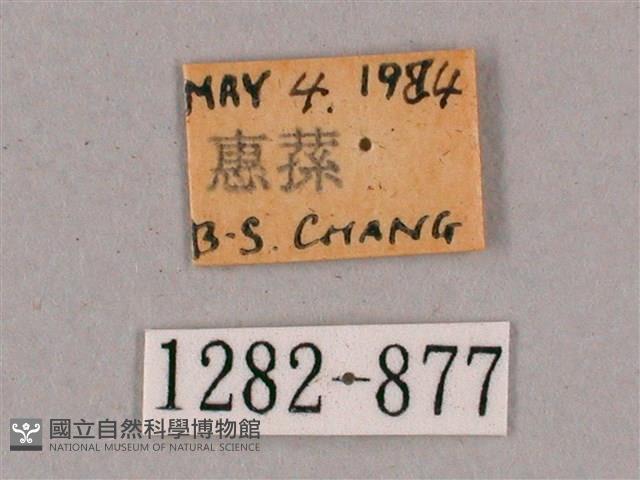 MAY 4. 1984
惠蓀
B-S. CHANG
1282-877
國立自然科學博物館
NATIONAL MUSEUM OF NATURAL SCIENCE